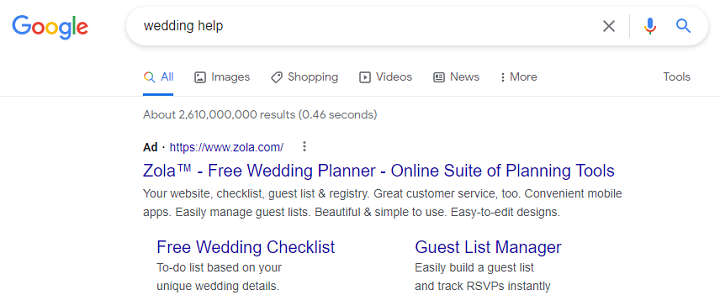 Google wedding help
All Images Shopping Videos News More Tools
About 2,610,000,000 results (0.46 seconds)
Ad · https://www.zola.com/
Zola™ - Free Wedding Planner - Online Suite of Planning Tools
Your website, checklist, guest list & registry. Great customer service, too. Convenient mobile
apps. Easily manage guest lists. Beautiful & simple to use. Easy-to-edit designs.
Free Wedding Checklist
To-do list based on your
unique wedding details.
Guest List Manager
Easily build a guest list
and track RSVPs instantly